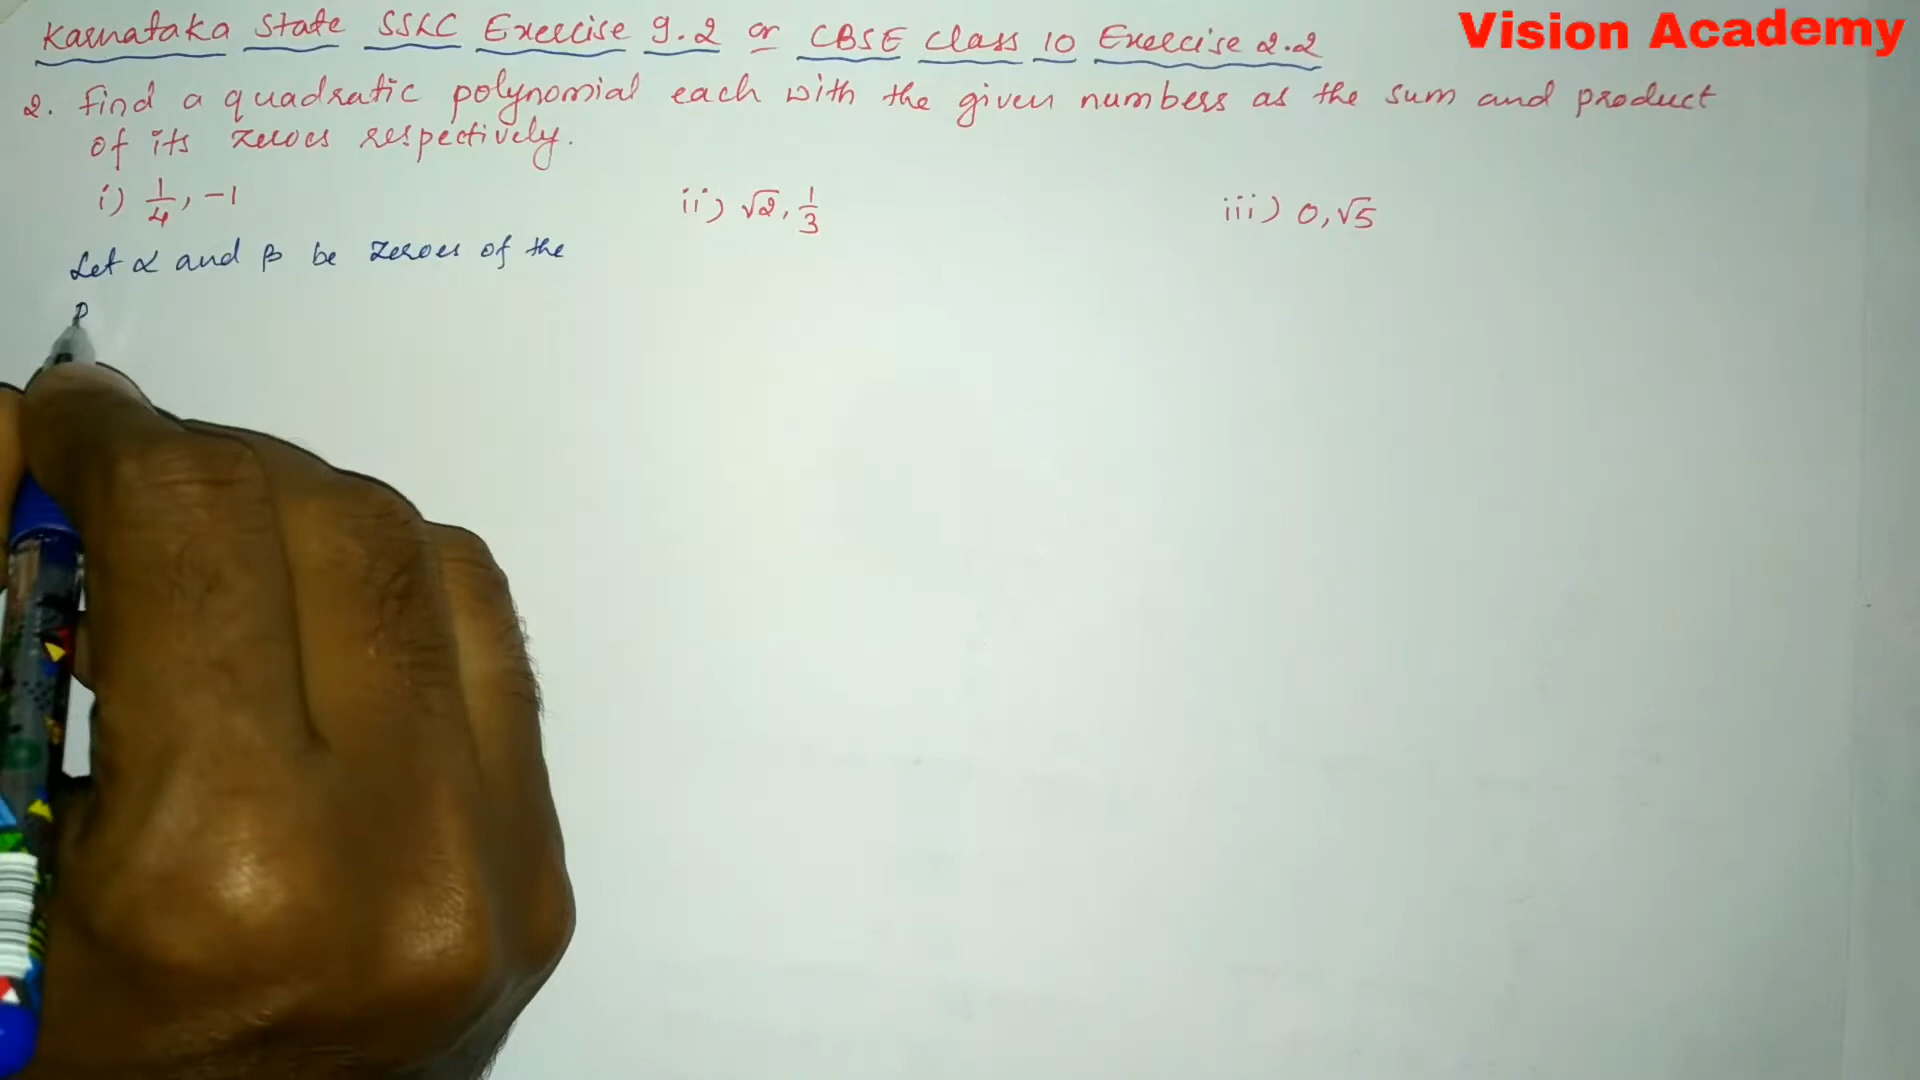 Karnataka State SSLC Exercise 9.2 or CBSE Class 10 Exercise 2.2
Vision Academy
2. Find a quadratic polynomial each with the given numbers as the sum and product
of its zeroes respectively.
i) 1/4, -1 ii) √2, 1/3 iii) 0, √5
Let α and β be zeroes of the
P